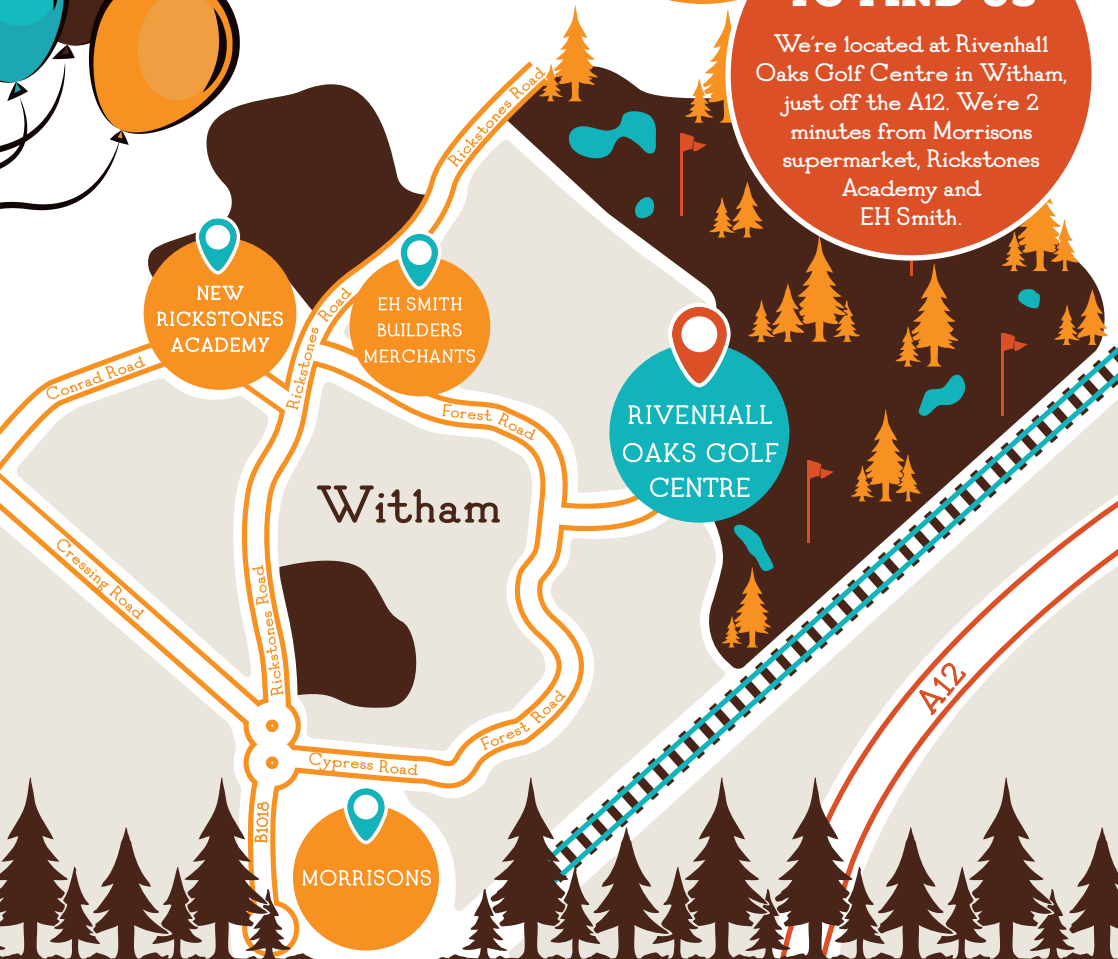 TO FIND US
We're located at Rivenhall
Oaks Golf Centre in Witham,
just off the A12. We're 2
minutes from Morrisons
supermarket, Rickstones
Academy and
EH Smith.
Rickstones Road
NEW
RICKSTONES
ACADEMY
EH SMITH
BUILDERS
MERCHANTS
Rickstones Road
Conrad Road
Forest Road
RIVENHALL
OAKS GOLF
CENTRE
Witham
Cressing Road
Rickstones Road
A12
Forest Road
Cypress Road
B1018
MORRISONS